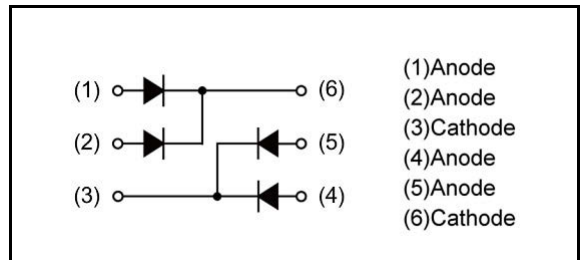 (1) (6)
(2) (5)
(3) (4)
(1)Anode
(2)Anode
(3)Cathode
(4)Anode
(5)Anode
(6)Cathode